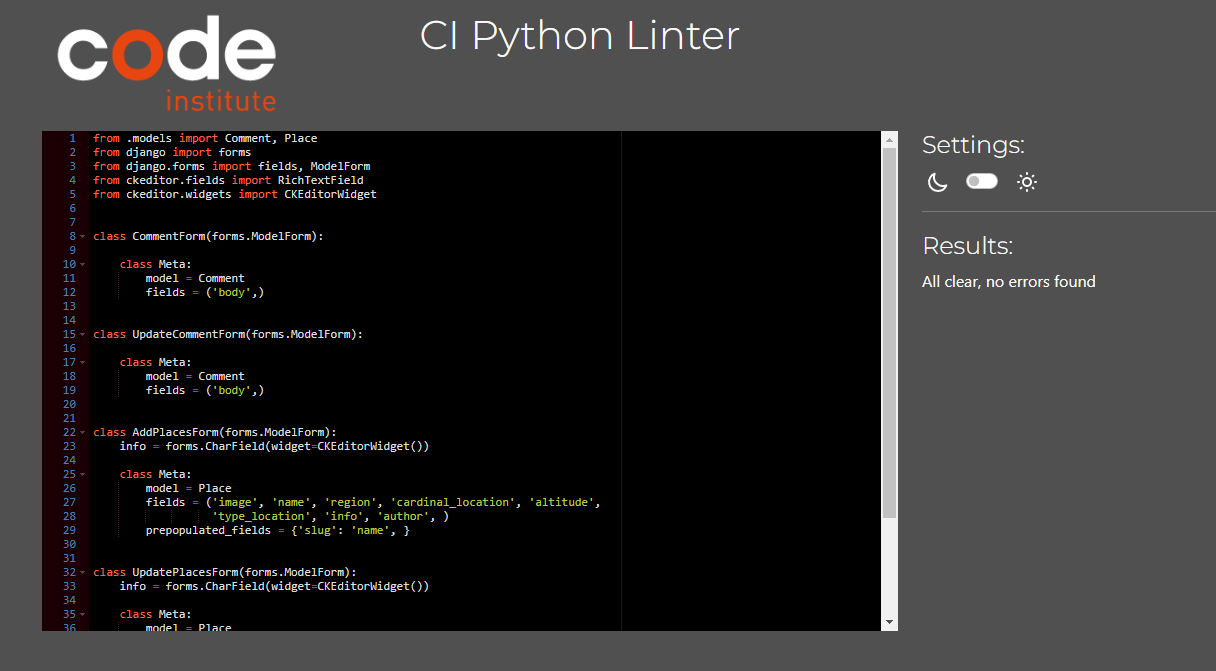 code
institute
CI Python Linter
1 from .models import Comment, Place
2 from django import forms
3 from django.forms import fields, ModelForm
4 from ckeditor.fields import RichTextField
5 from ckeditor.widgets import CKEditorWidget
6
7
8 class CommentForm(forms.ModelForm):
9
10     class Meta:
11         model = Comment
12         fields = ('body',)
13
14
15 class UpdateCommentForm(forms.ModelForm):
16
17     class Meta:
18         model = Comment
19         fields = ('body',)
20
21
22 class AddPlacesForm(forms.ModelForm):
23     info = forms.CharField(widget=CKEditorWidget())
24
25     class Meta:
26         model = Place
27         fields = ('image', 'name', 'region', 'cardinal_location', 'altitude',
28                   'type_location', 'info', 'author', )
29         prepopulated_fields = {'slug': 'name', }
30
31
32 class UpdatePlacesForm(forms.ModelForm):
33     info = forms.CharField(widget=CKEditorWidget())
34
35     class Meta:
36         model = Place
Settings:
Results:
All clear, no errors found